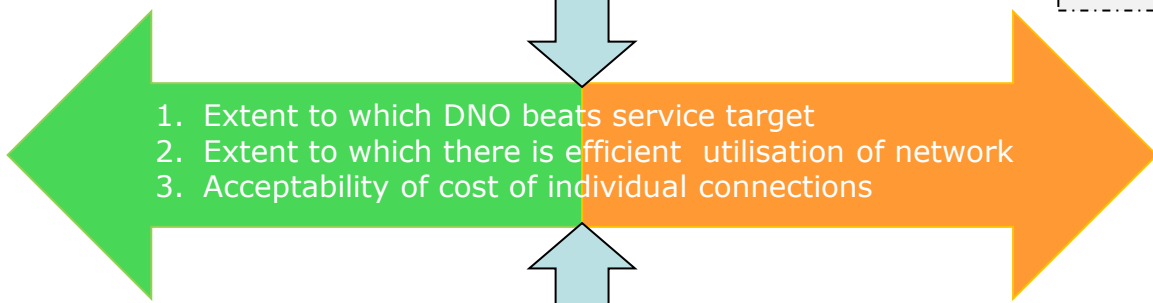 1. Extent to which DNO beats service target
2. Extent to which there is efficient  utilisation of network
3. Acceptability of cost of individual connections